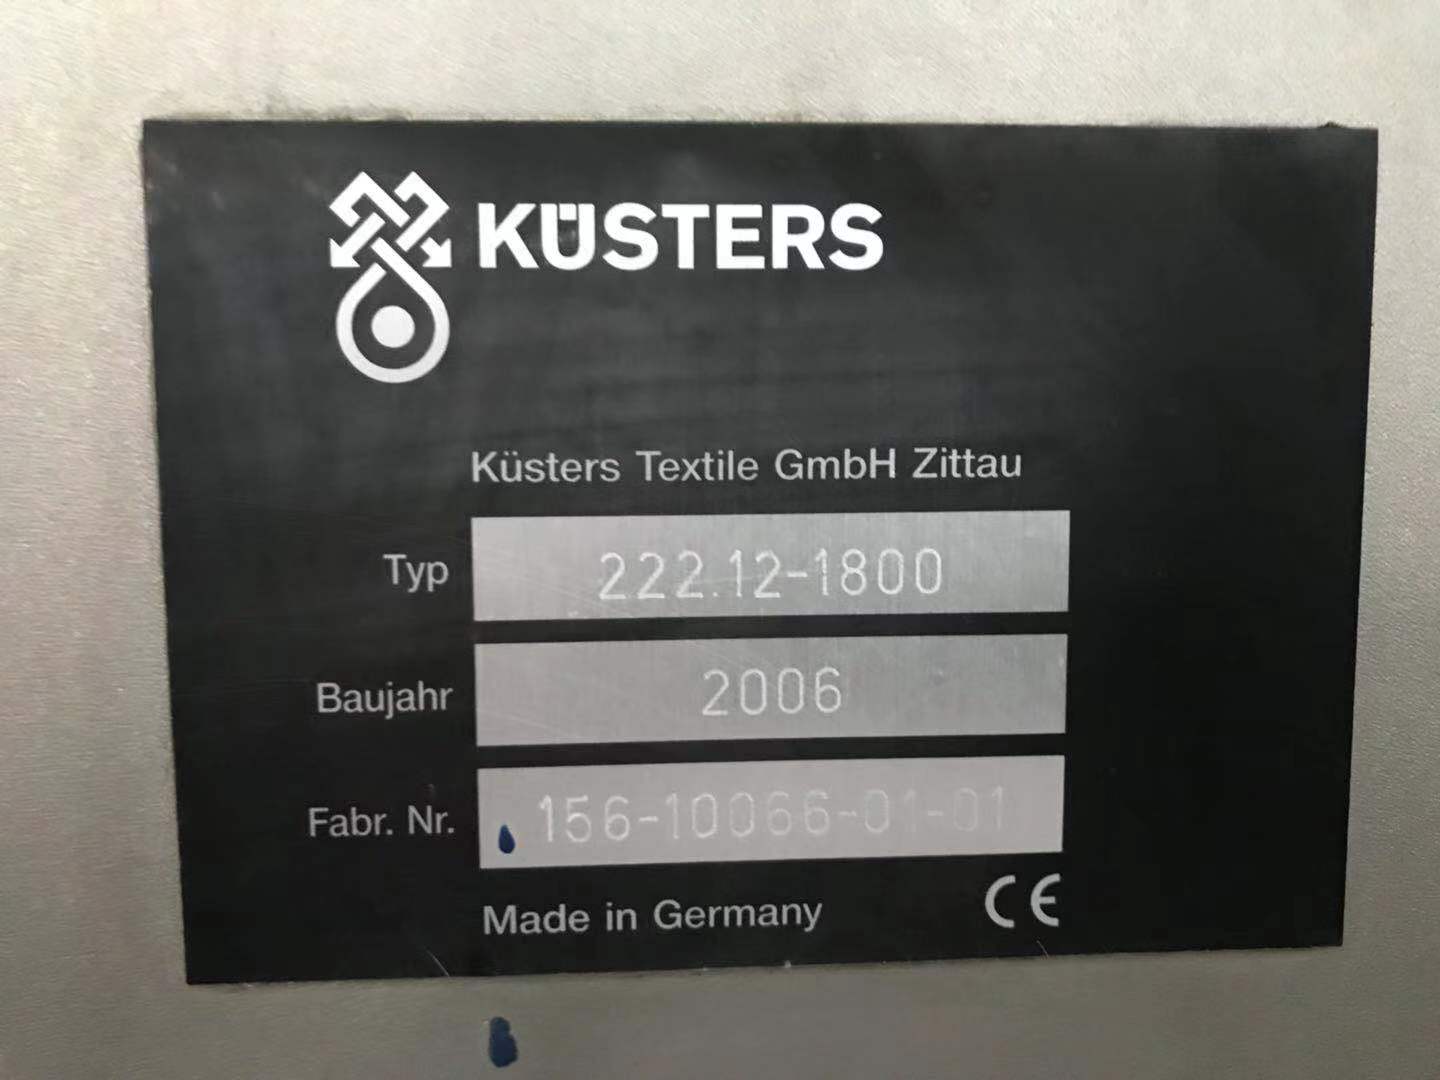 KÜSTERS
Küsters Textile GmbH Zittau
Typ 222.12-1800
Baujahr 2006
Fabr. Nr. 156-10066-01-01
Made in Germany CE